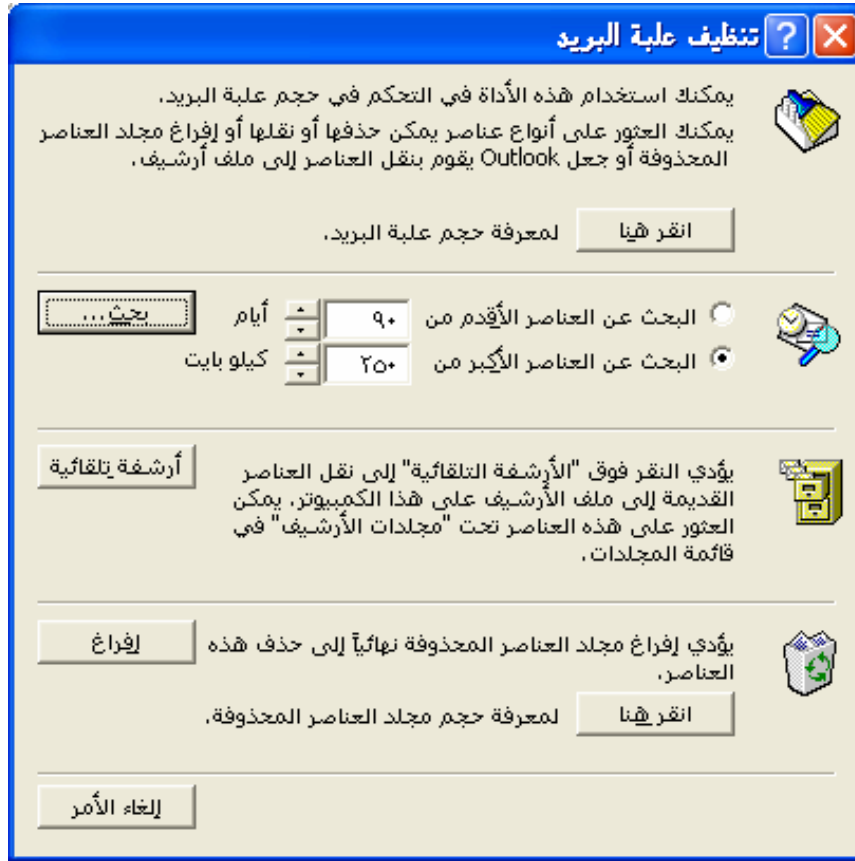 تنظيف علبة البريد
يمكنك استخدام هذه الأداة في التحكم في حجم علبة البريد.
يمكنك العثور على أنواع عناصر يمكن حذفها أو نقلها أو إفراغ مجلد العناصر
المحذوفة أو جعل Outlook يقوم بنقل العناصر إلى ملف أرشيف.
انقر هنا لمعرفة حجم علبة البريد.
البحث عن العناصر الأقدم من ٩٠ أيام بحث...
البحث عن العناصر الأكبر من ٢٥٠ كيلو بايت
يؤدي النقر فوق "الأرشفة التلقائية" إلى نقل العناصر أرشفة تلقائية
القديمة إلى ملف الأرشيف على هذا الكمبيوتر. يمكن
العثور على هذه العناصر تحت "مجلدات الأرشيف" في
قائمة المجلدات.
يؤدي إفراغ مجلد العناصر المحذوفة نهائياً إلى حذف هذه إفراغ
العناصر.
انقر هنا لمعرفة حجم مجلد العناصر المحذوفة.
إلغاء الأمر